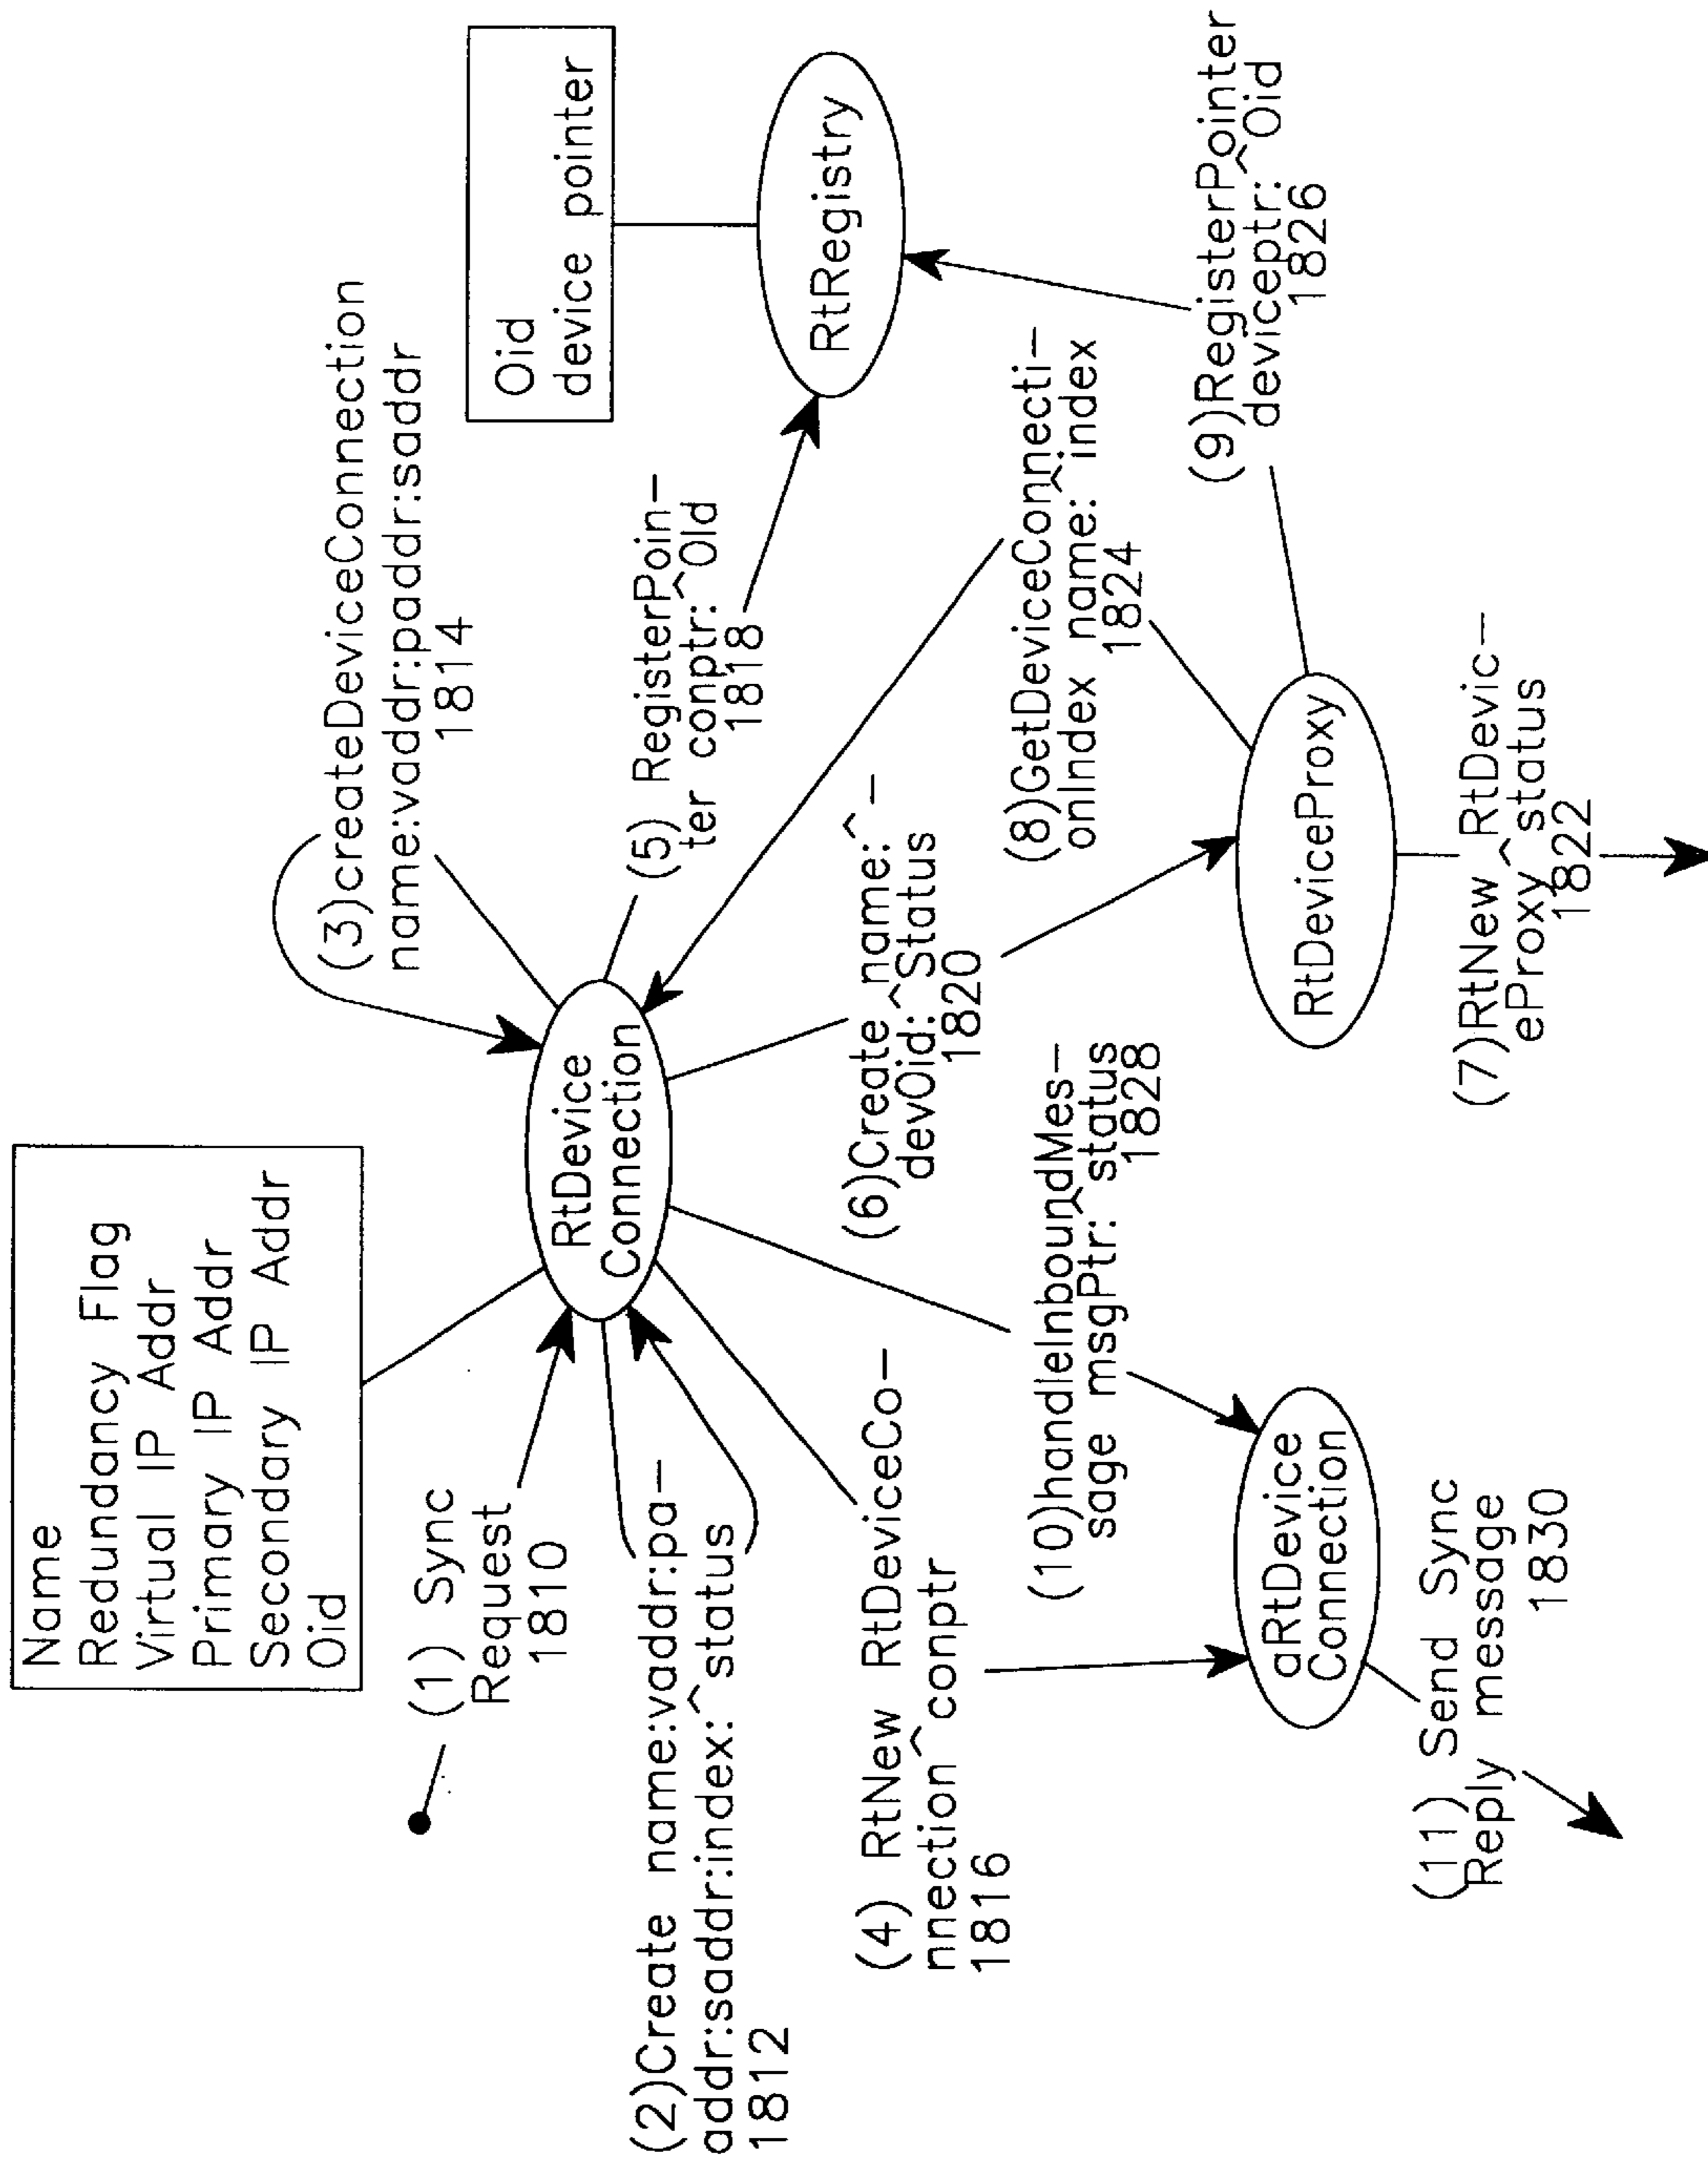 Name
Redundancy Flag
Virtual IP Addr
Primary IP Addr
Secondary IP Addr
Oid
(1) Sync
Request
1810
(2)Create name:vaddr:pa-
addr:saddr:index:^status
1812
(3)createDeviceConnection
name:vaddr:paddr:saddr
1814
Oid
device pointer
RtDevice
Connection
RtRegistry
(5) RegisterPoin-
ter conptr:^Old
1818
(4) RtNew RtDeviceCo-
nnection^conptr
1816
(6)Create name:^-
devOid:^Status
1820
(8)GetDeviceConnecti-
onIndex name:^index
1824
(10)handleInboundMes-
sage msgPtr:^status
1828
(9)RegisterPointer
deviceptr:^Oid
1826
aRtDevice
Connection
RtDeviceProxy
(11) Send Sync
Reply message
1830
(7)RtNew RtDevic-
eProxy^status
1822